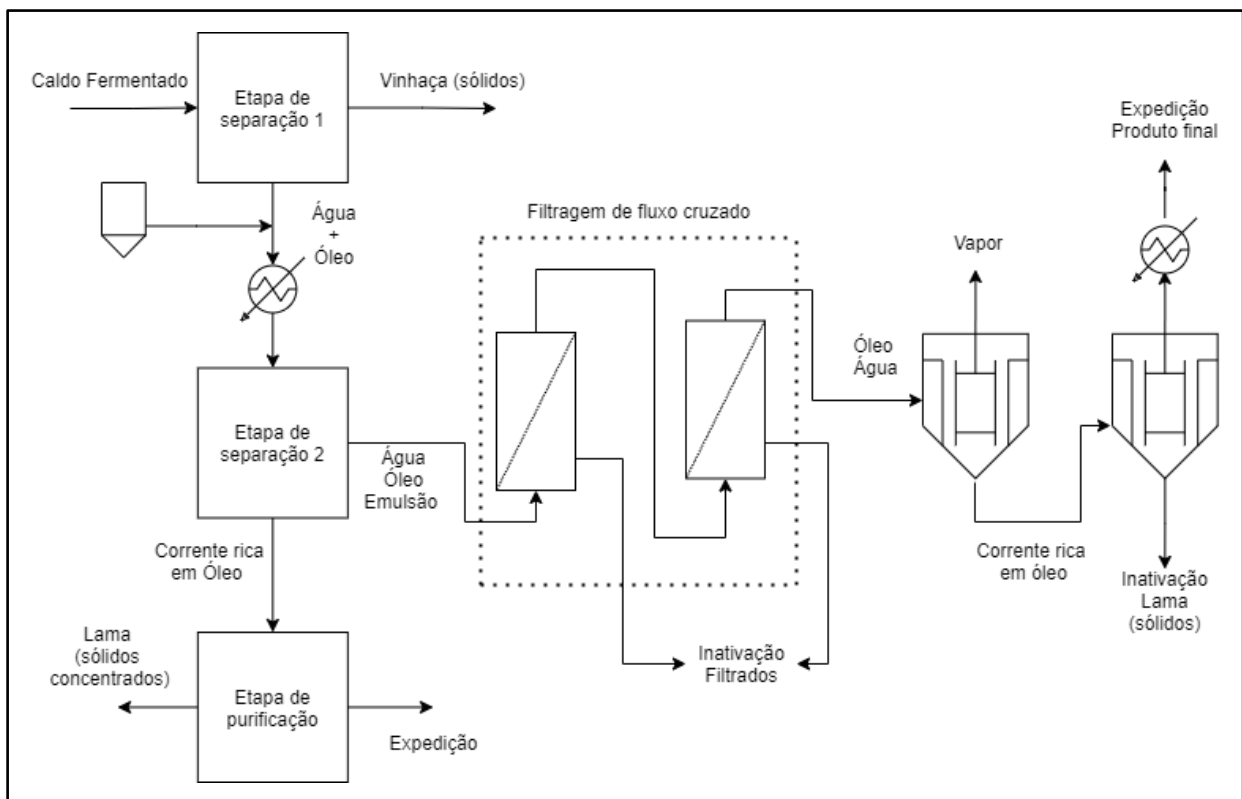 Caldo Fermentado
Etapa de
separação 1
Vinhaça (sólidos)
Água
+
Óleo
Etapa de
separação 2
Água
Óleo
Emulsão
Corrente rica
em Óleo
Lama
(sólidos
concentrados)
Etapa de
purificação
Expedição
Filtragem de fluxo cruzado
Inativação
Filtrados
Óleo
Água
Vapor
Corrente rica
em óleo
Expedição
Produto final
Inativação
Lama
(sólidos)